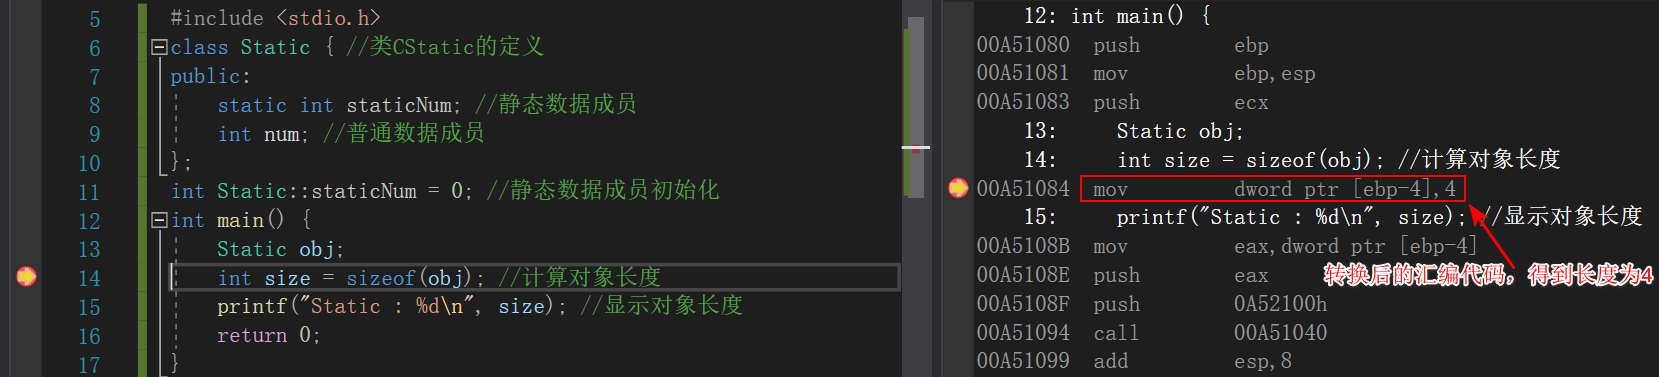 5 #include <stdio.h>
6 class Static { //类CStatic的定义
7 public:
8 static int staticNum; //静态数据成员
9 int num; //普通数据成员
10 };
11 int Static::staticNum = 0; //静态数据成员初始化
12 int main() {
13 Static obj;
14 int size = sizeof(obj); //计算对象长度
15 printf("Static : %d\n", size); //显示对象长度
16 return 0;
17 }
12: int main() {
00A51080 push ebp
00A51081 mov ebp,esp
00A51083 push ecx
13: Static obj;
14: int size = sizeof(obj); //计算对象长度
00A51084 mov dword ptr [ebp-4],4
15: printf("Static : %d\n", size); //显示对象长度
00A5108B mov eax,dword ptr [ebp-4]
转换后的汇编代码，得到长度为4
00A5108E push eax
00A5108F push 0A52100h
00A51094 call 00A51040
00A51099 add esp,8